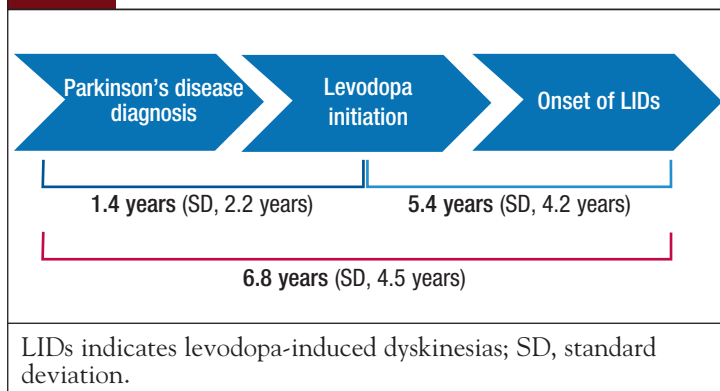 Parkinson's disease
diagnosis
Levodopa
initiation
Onset of LIDs
1.4 years (SD, 2.2 years)
5.4 years (SD, 4.2 years)
6.8 years (SD, 4.5 years)
LIDs indicates levodopa-induced dyskinesias; SD, standard
deviation.